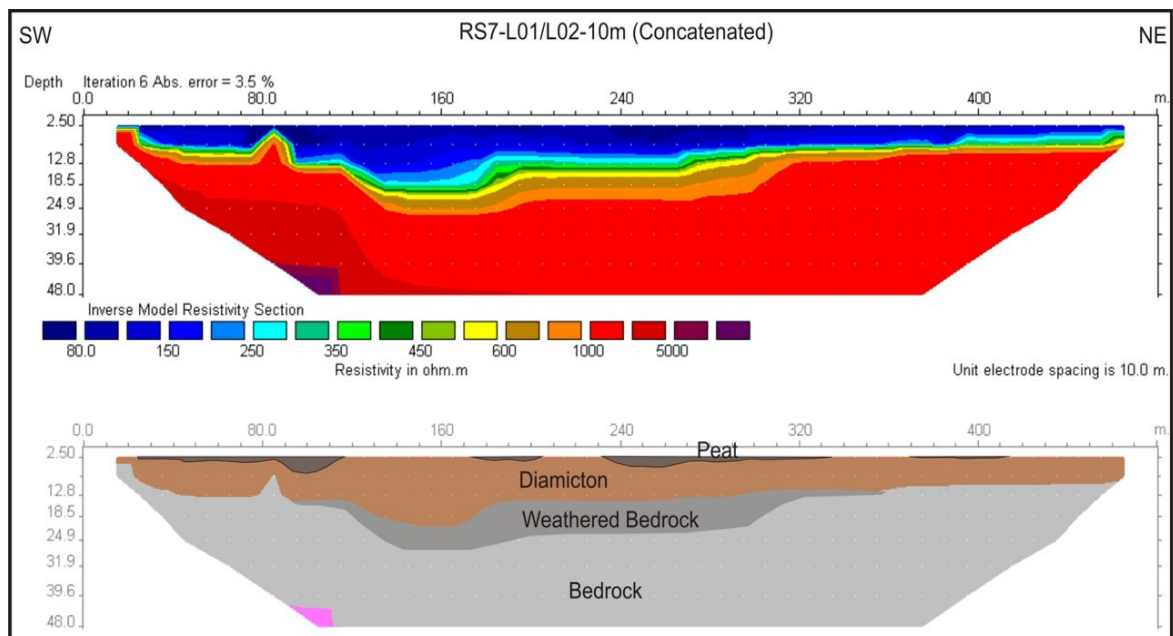 SW RS7-L01/L02-10m (Concatenated) NE
Depth Iteration 6 Abs. error = 3.5 %
0.0 80.0 160 240 320 400 m.
2.50
12.8
18.5
24.9
31.9
39.6
48.0
Inverse Model Resistivity Section
80.0 150 250 350 450 600 1000 5000
Resistivity in ohm.m Unit electrode spacing is 10.0 m.
0.0 80.0 160 240 320 400 m.
2.50
Peat
Diamicton
12.8
18.5
Weathered Bedrock
24.9
31.9
39.6
Bedrock
48.0